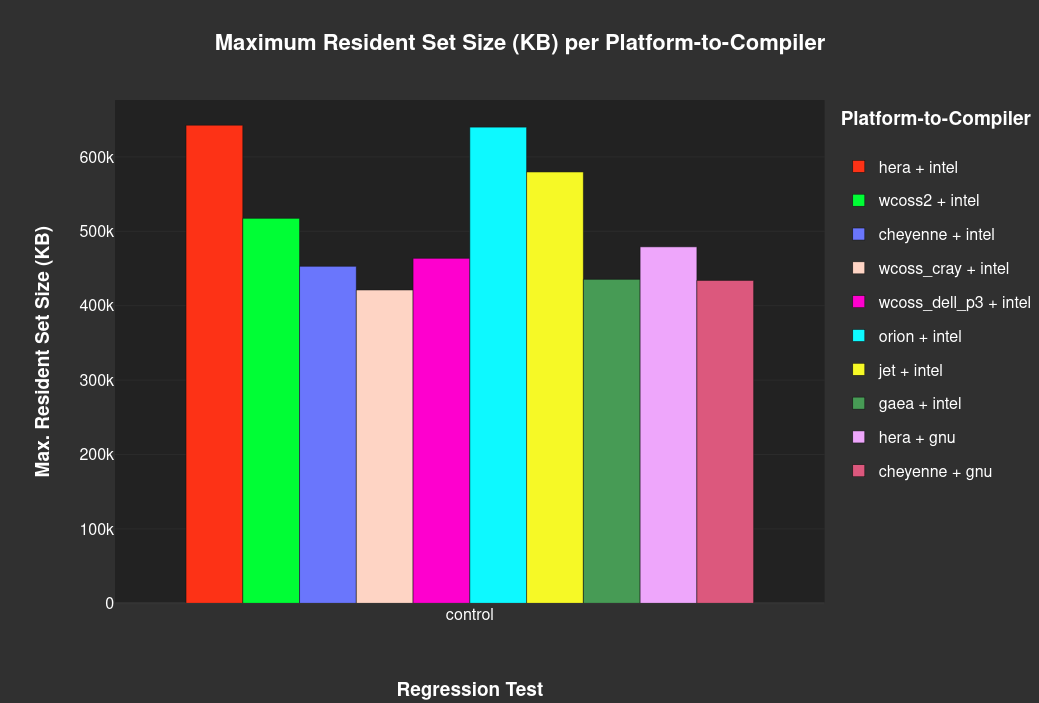 Maximum Resident Set Size (KB) per Platform-to-Compiler
Max. Resident Set Size (KB)
600k
500k
400k
300k
200k
100k
0
control
Regression Test
Platform-to-Compiler
hera + intel
wcoss2 + intel
cheyenne + intel
wcoss_cray + intel
wcoss_dell_p3 + intel
orion + intel
jet + intel
gaea + intel
hera + gnu
cheyenne + gnu